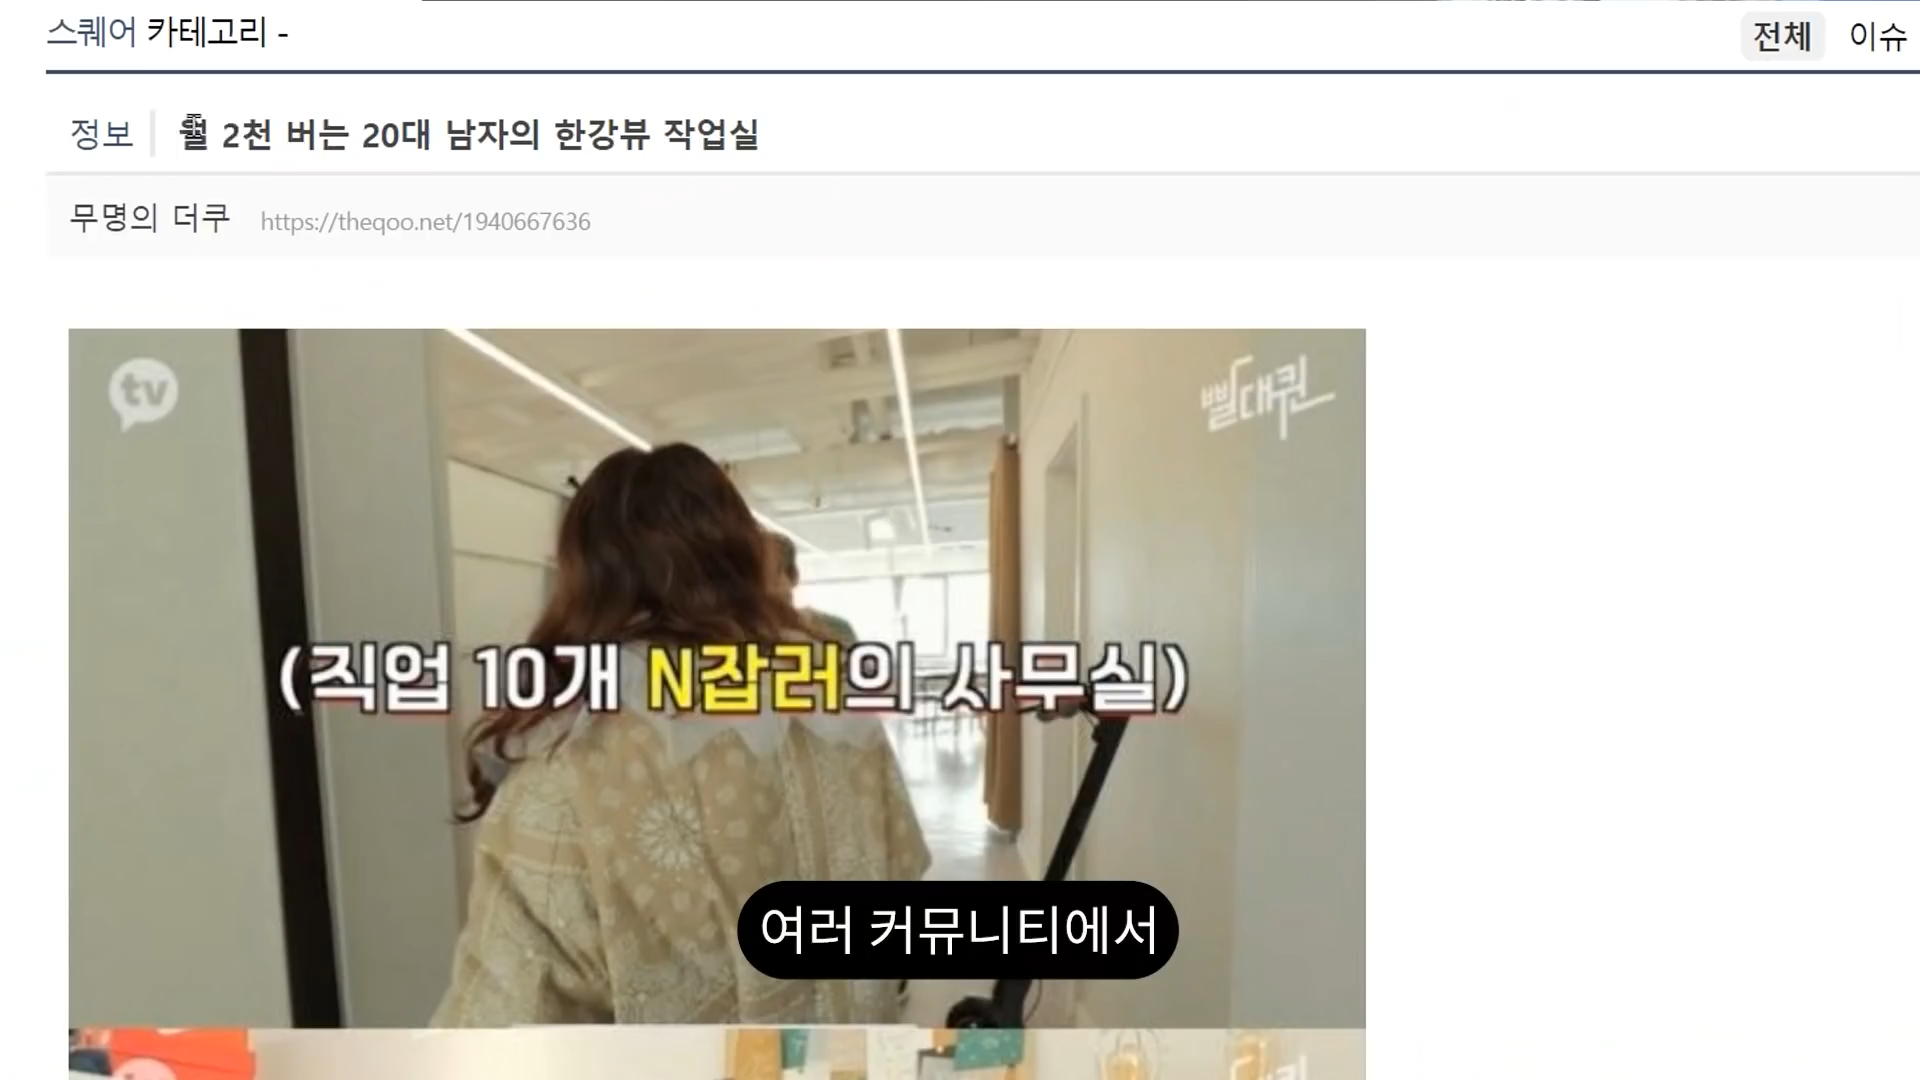 스퀘어 카테고리 -
전체 이슈
정보 월 2천 버는 20대 남자의 한강뷰 작업실
무명의 더쿠 https://theqoo.net/1940667636
tv
삘대퀸
(직업 10개 N잡러의 사무실)
여러 커뮤니티에서